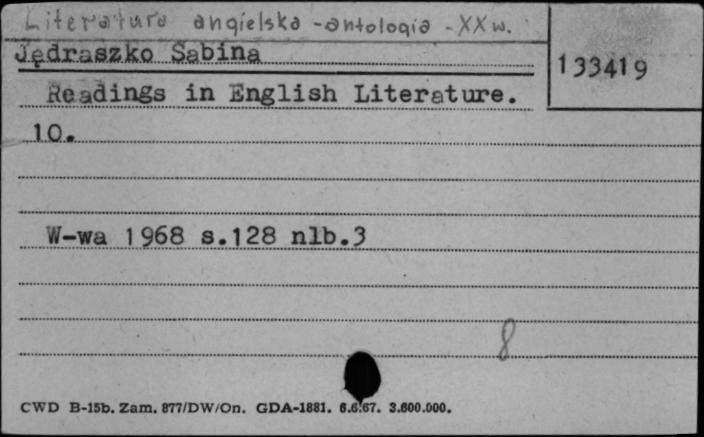 Literatura angielska - antologia - XX w.
Jędraszko Sabina
133419
Readings in English Literature.
10.
W-wa 1968 s.128 nlb.3
8
CWD B-15b. Zam. 877/DW/On. GDA-1881. 6.6.67. 3.600.000.